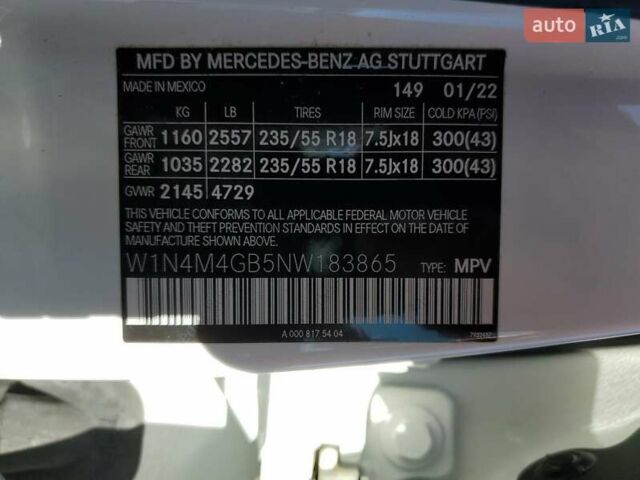 auto RIA.com
MFD BY MERCEDES-BENZ AG STUTTGART
MADE IN MEXICO 149 01/22
KG LB TIRES RIM SIZE COLD KPA (PSI)
GAWR FRONT 1160 2557 235/55 R18 7.5Jx18 300(43)
GAWR REAR 1035 2282 235/55 R18 7.5Jx18 300(43)
GVWR 2145 4729
THIS VEHICLE CONFORMS TO ALL APPLICABLE FEDERAL MOTOR VEHICLE
SAFETY AND THEFT PREVENTION STANDARDS IN EFFECT ON THE
DATE OF MANUFACTURE SHOWN ABOVE.
W1N4M4GB5NW183865 TYPE: MPV
A 000 817 54 04